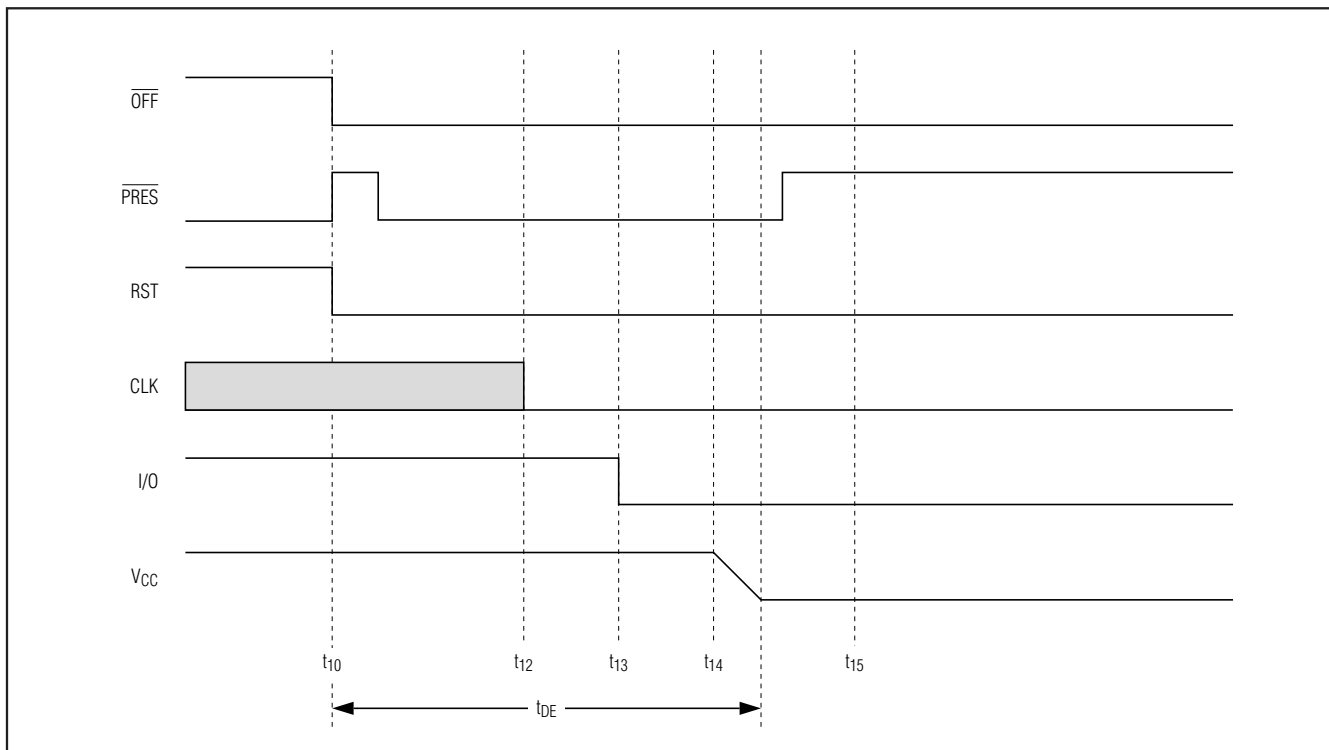 OFF
PRES
RST
CLK
I/O
VCC
t10 t12 t13 t14 t15
tDE